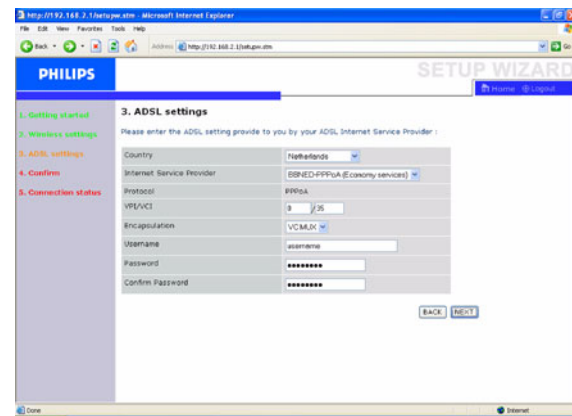 http://192.168.2.1/setupw.stm - Microsoft Internet Explorer
File Edit View Favorites Tools Help
Back
Address http://192.168.2.1/setupw.stm Go
PHILIPS
SETUP WIZARD
Home Logout
1. Getting started
2. Wireless settings
3. ADSL settings
4. Confirm
5. Connection status
3. ADSL settings
Please enter the ADSL setting provide to you by your ADSL Internet Service Provider :
Country Netherlands
Internet Service Provider BBNED-PPPoA (Economy services)
Protocol PPPoA
VPI/VCI 0 / 35
Encapsulation VCMUX
Username username
Password ••••••••
Confirm Password ••••••••
BACK NEXT
Done Internet